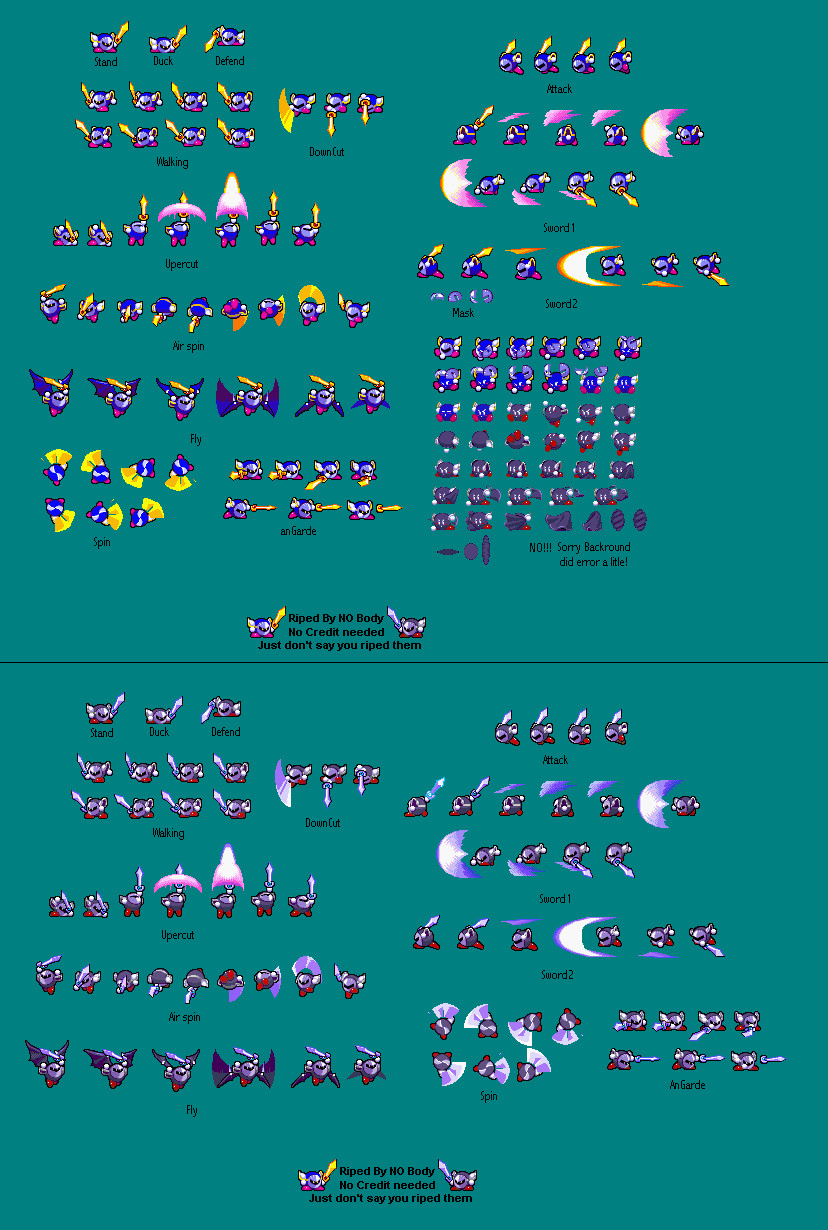 Stand
Duck
Defend
Attack
Walking
DownCut
Upercut
Sword1
Sword2
Mask
Air spin
Fly
Spin
anGarde
NO!!! Sorry Backround
did error a litle!
Riped By NO Body
No Credit needed
Just don't say you riped them
Stand
Duck
Defend
Attack
Walking
DownCut
Sword1
Upercut
Sword2
Air spin
Fly
Spin
AnGarde
Riped By NO Body
No Credit needed
Just don't say you riped them